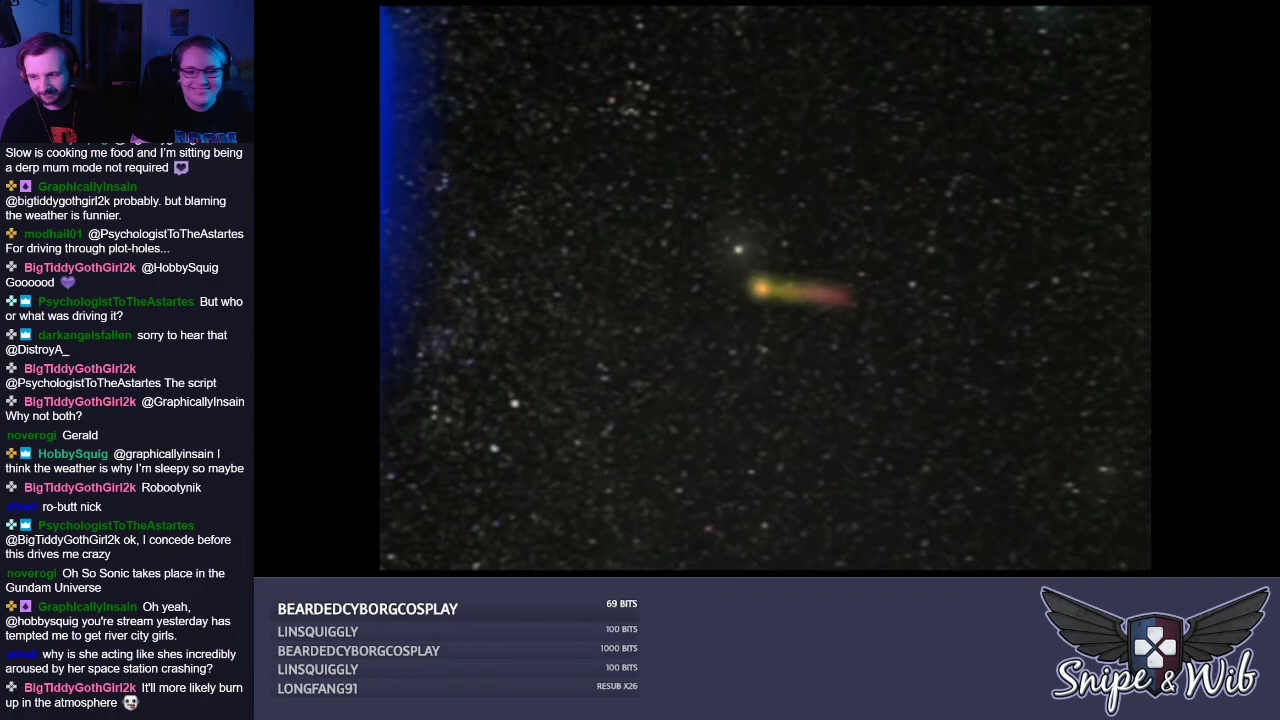 Slow is cooking me food and I'm sitting being
a derp mum mode not required
GraphicallyInsain
@bigtiddygothgirl2k probably. but blaming
the weather is funnier.
modhail01 @PsychologistToTheAstartes
For driving through plot-holes...
BigTiddyGothGirl2k @HobbySquig
Goooood
PsychologistToTheAstartes But who
or what was driving it?
darkangelsfallen sorry to hear that
@DistroyA_
BigTiddyGothGirl2k
@PsychologistToTheAstartes The script
BigTiddyGothGirl2k @GraphicallyInsain
Why not both?
noverogi Gerald
HobbySquig @graphicallyinsain I
think the weather is why I'm sleepy so maybe
BigTiddyGothGirl2k Robootynik
ro-butt nick
PsychologistToTheAstartes
@BigTiddyGothGirl2k ok, I concede before
this drives me crazy
noverogi Oh So Sonic takes place in the
Gundam Universe
GraphicallyInsain Oh yeah,
@hobbysquig you're stream yesterday has
tempted me to get river city girls.
why is she acting like shes incredibly
aroused by her space station crashing?
BigTiddyGothGirl2k It'll more likely burn
up in the atmosphere
BEARDEDCYBORGCOSPLAY 69 BITS
LINSQUIGGLY 100 BITS
BEARDEDCYBORGCOSPLAY 1000 BITS
LINSQUIGGLY 100 BITS
LONGFANG91 RESUB X26
Snipe & Wib